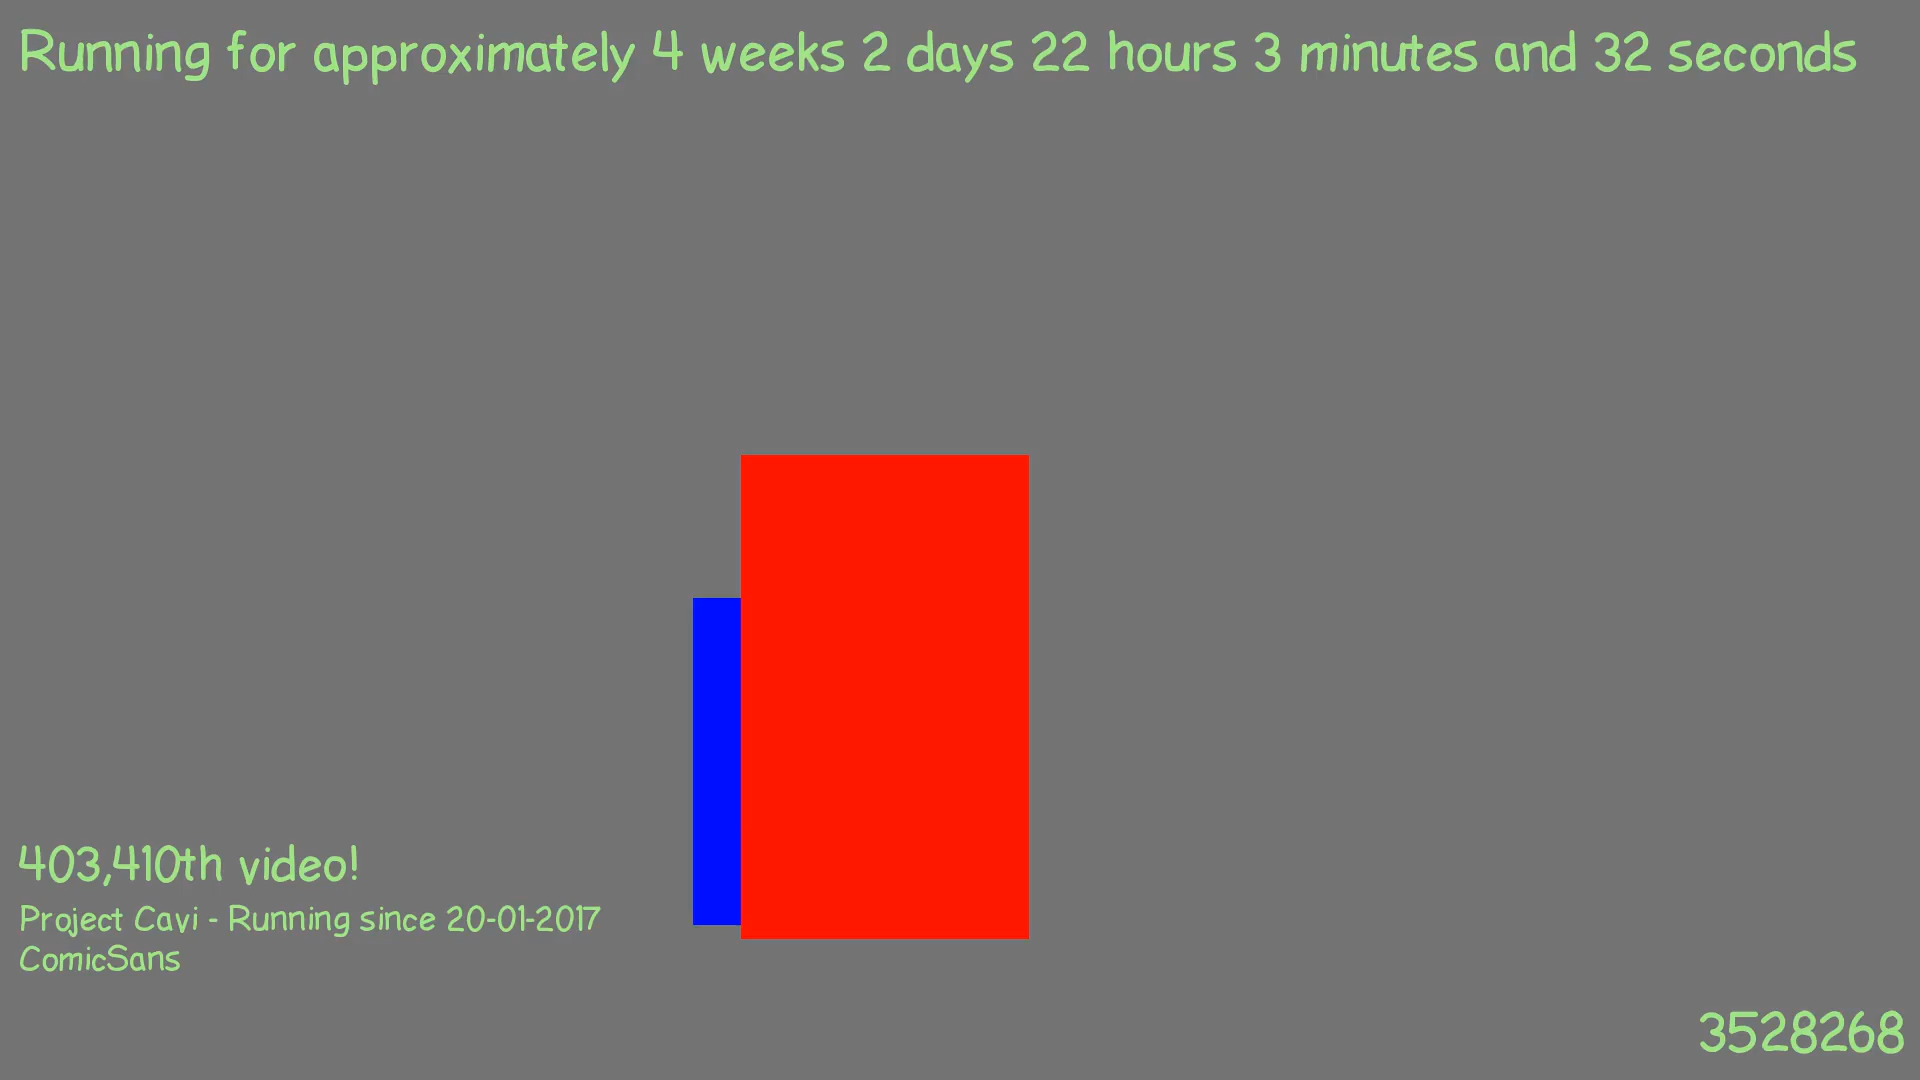 Running for approximately 4 weeks 2 days 22 hours 3 minutes and 32 seconds
403,410th video!
Project Cavi - Running since 20-01-2017
ComicSans
3528268